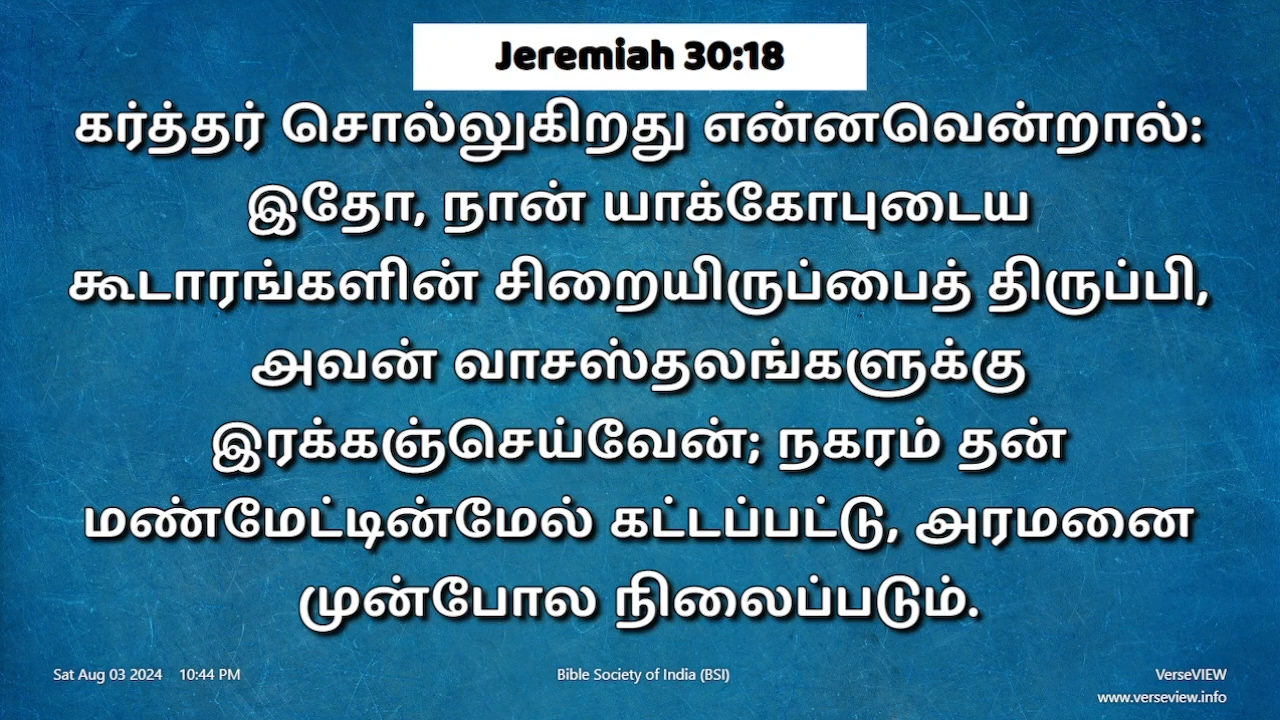 Jeremiah 30:18
கர்த்தர் சொல்லுகிறது என்னவென்றால்:
இதோ, நான் யாக்கோபுடைய
கூடாரங்களின் சிறையிருப்பைத் திருப்பி,
அவன் வாசஸ்தலங்களுக்கு
இரக்கஞ்செய்வேன்; நகரம் தன்
மண்மேட்டின்மேல் கட்டப்பட்டு, அரமனை
முன்போல நிலைப்படும்.
Sat Aug 03 2024 10:44 PM
Bible Society of India (BSI)
VerseVIEW
www.verseview.info